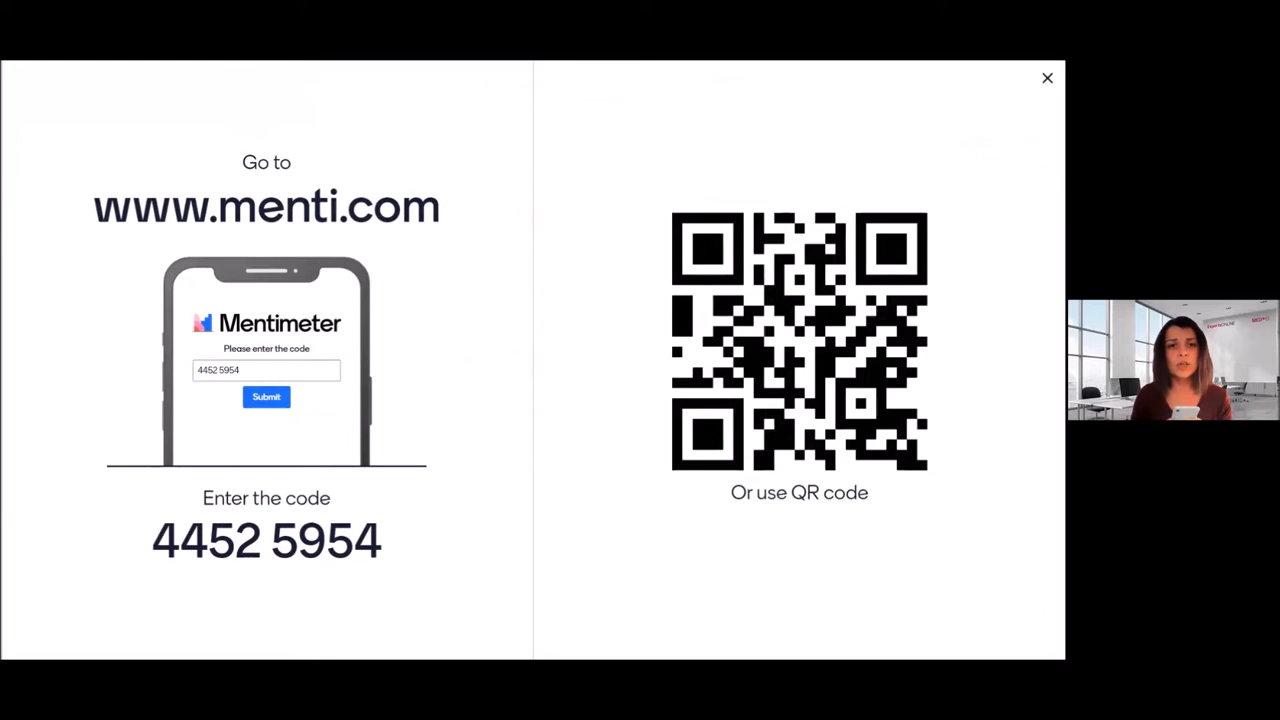 Go to
www.menti.com
Mentimeter
Please enter the code
4452 5954
Submit
Enter the code
4452 5954
Or use QR code
ExpertsONLINE